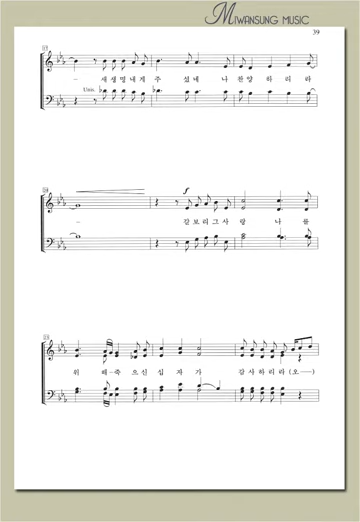 MIWANSUNG MUSIC
39
Unis.
새생명내게주 셨네 나찬양 하리라
f
갈보리그사 랑 나를
위 해-죽으신십자가 감사하리라(오—)